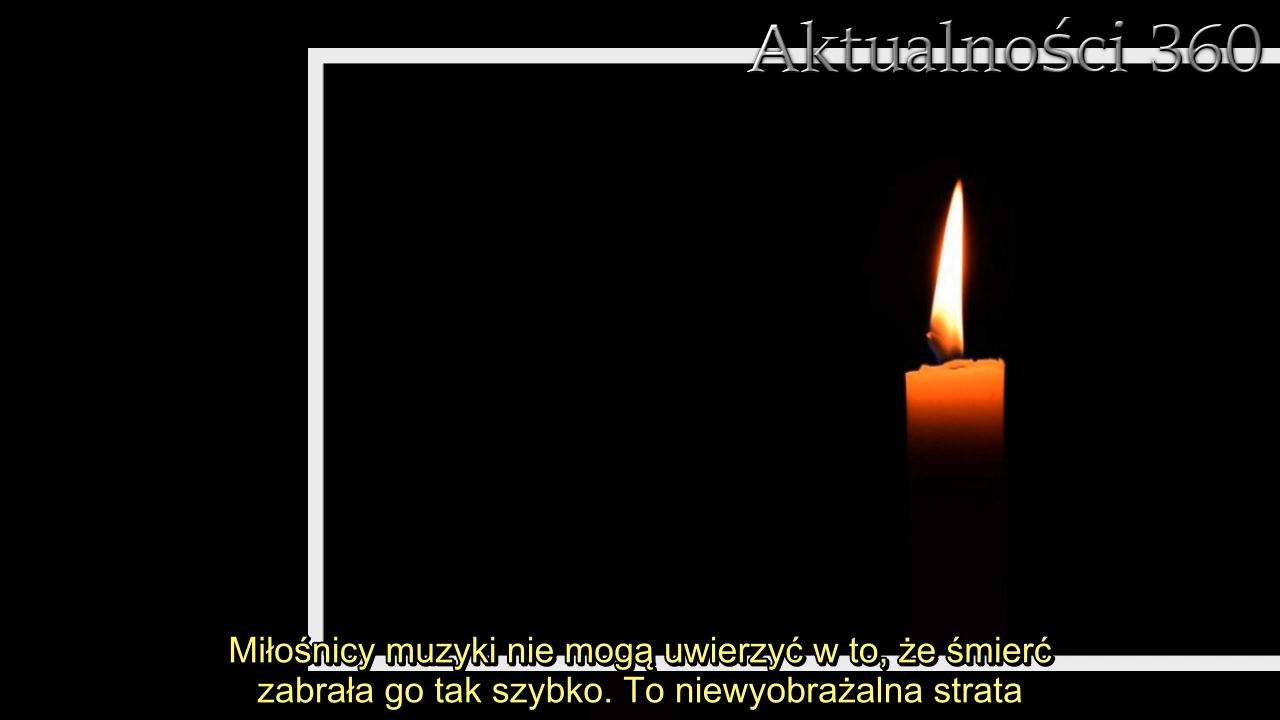 Aktualności 360
Miłośnicy muzyki nie mogą uwierzyć w to, że śmierć
zabrała go tak szybko. To niewyobrażalna strata